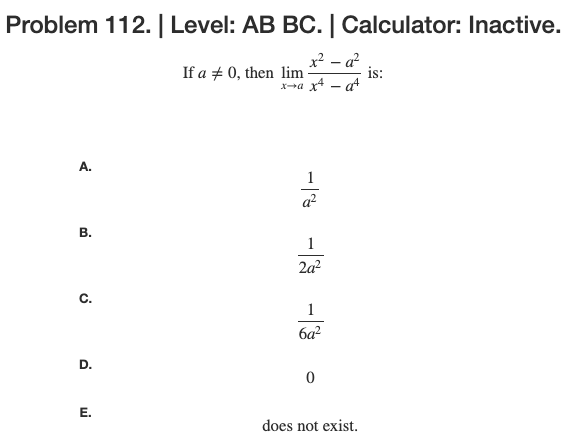 Problem 112. | Level: AB BC. | Calculator: Inactive.
If a ≠ 0, then lim_{x→a} (x² − a²)/(x⁴ − a⁴) is:
A. 1/a²
B. 1/(2a²)
C. 1/(6a²)
D. 0
E. does not exist.